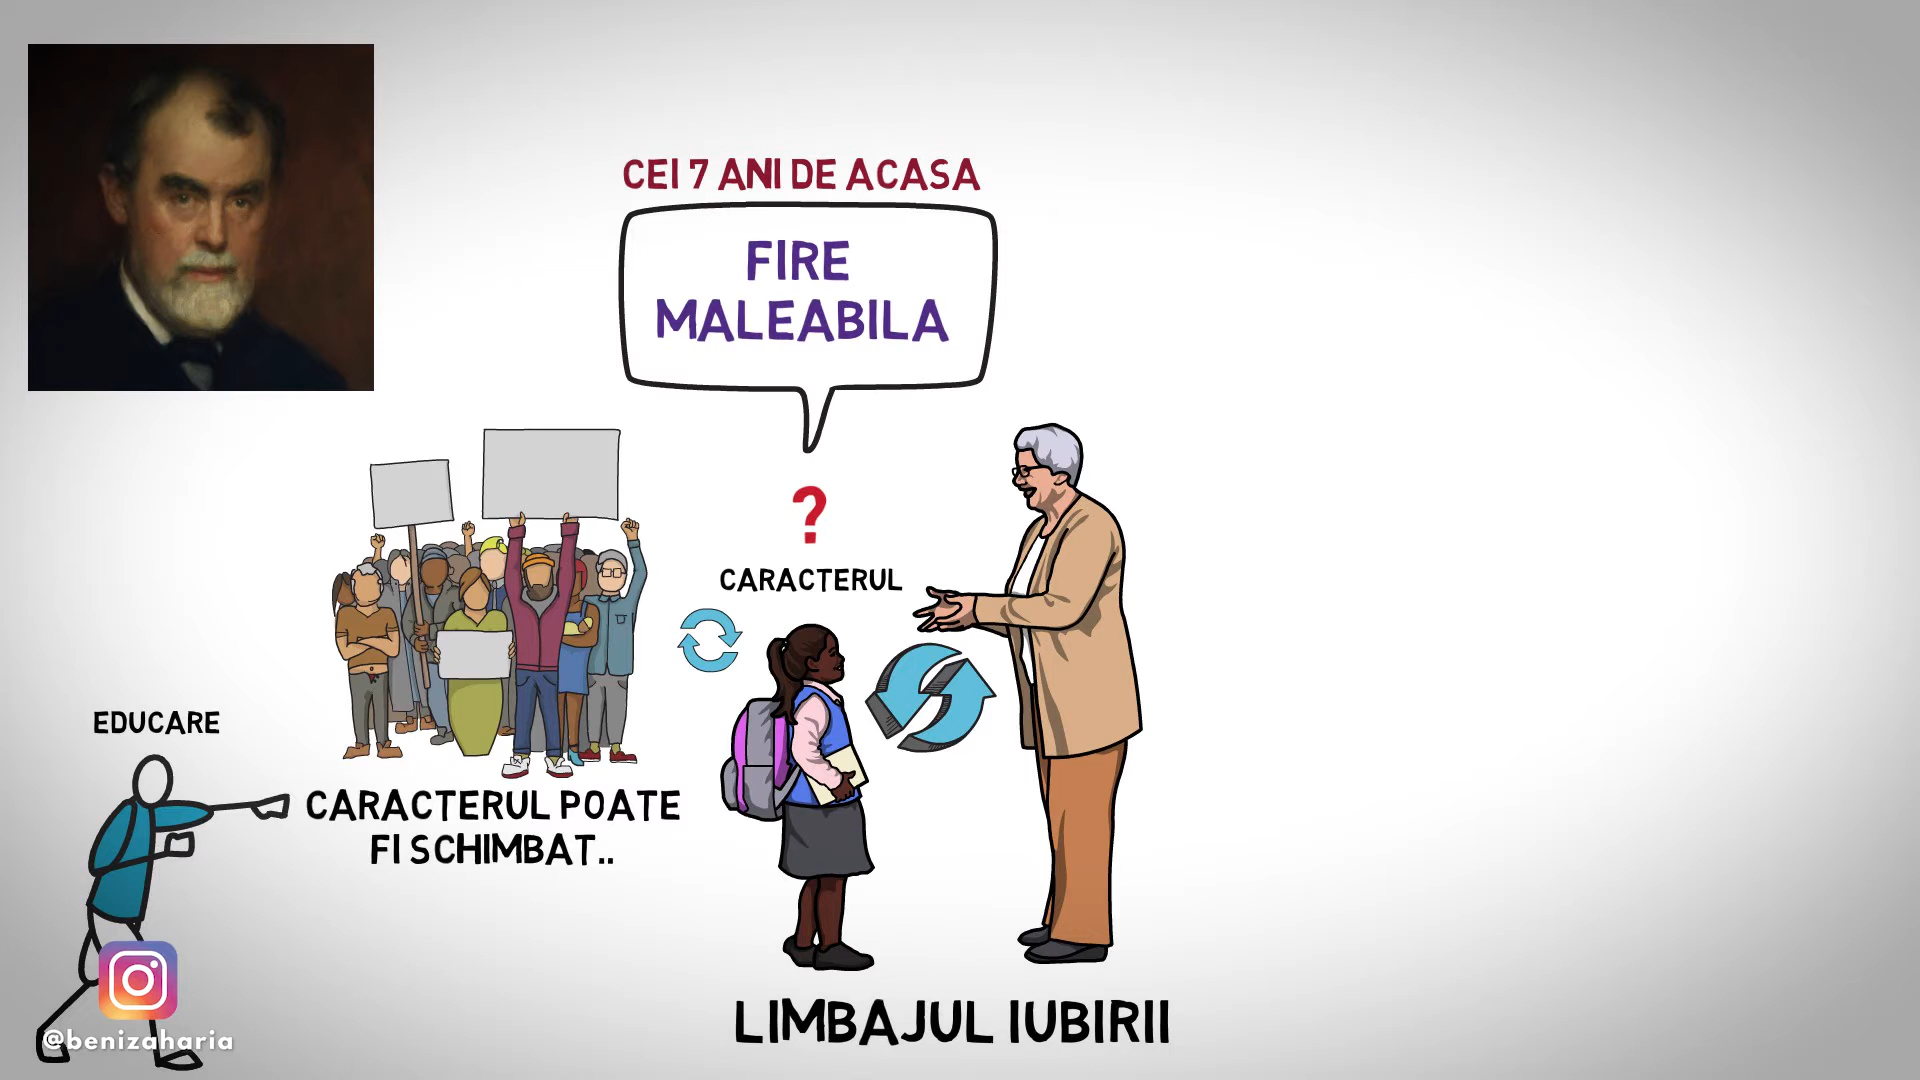 CEI 7 ANI DE ACASA
FIRE
MALEABILA
?
CARACTERUL
EDUCARE
CARACTERUL POATE
FI SCHIMBAT..
LIMBAJUL IUBIRII
@benizaharia